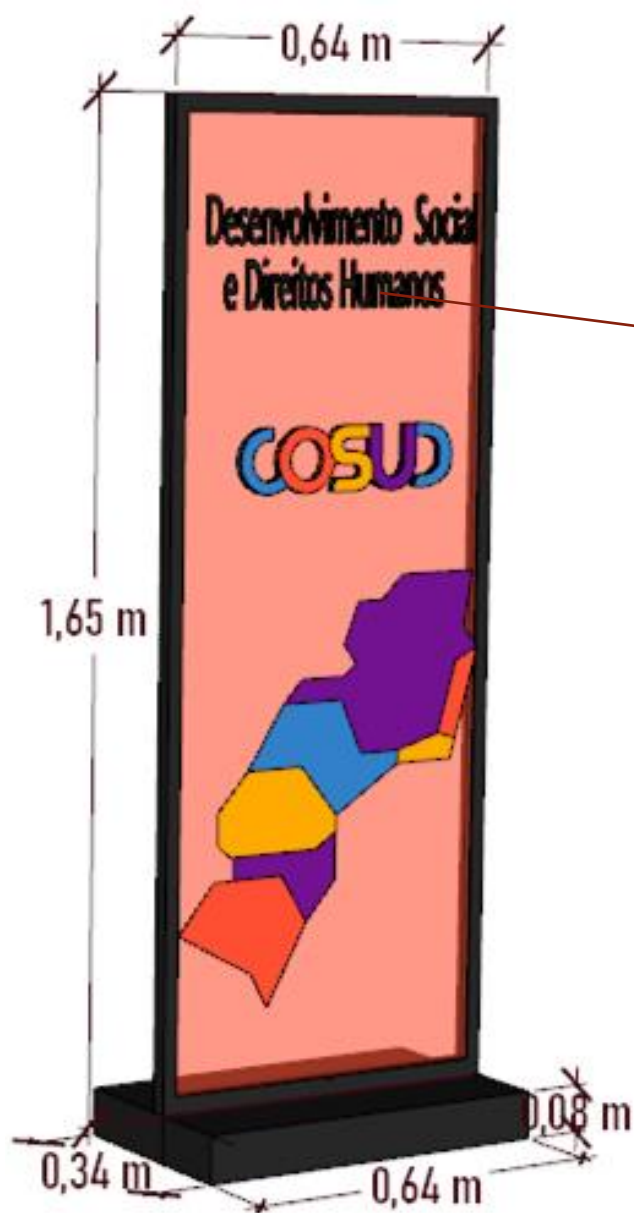 0,64 m
Desenvolvimento Social
e Direitos Humanos
COSUD
1,65 m
0,08 m
0,34 m
0,64 m